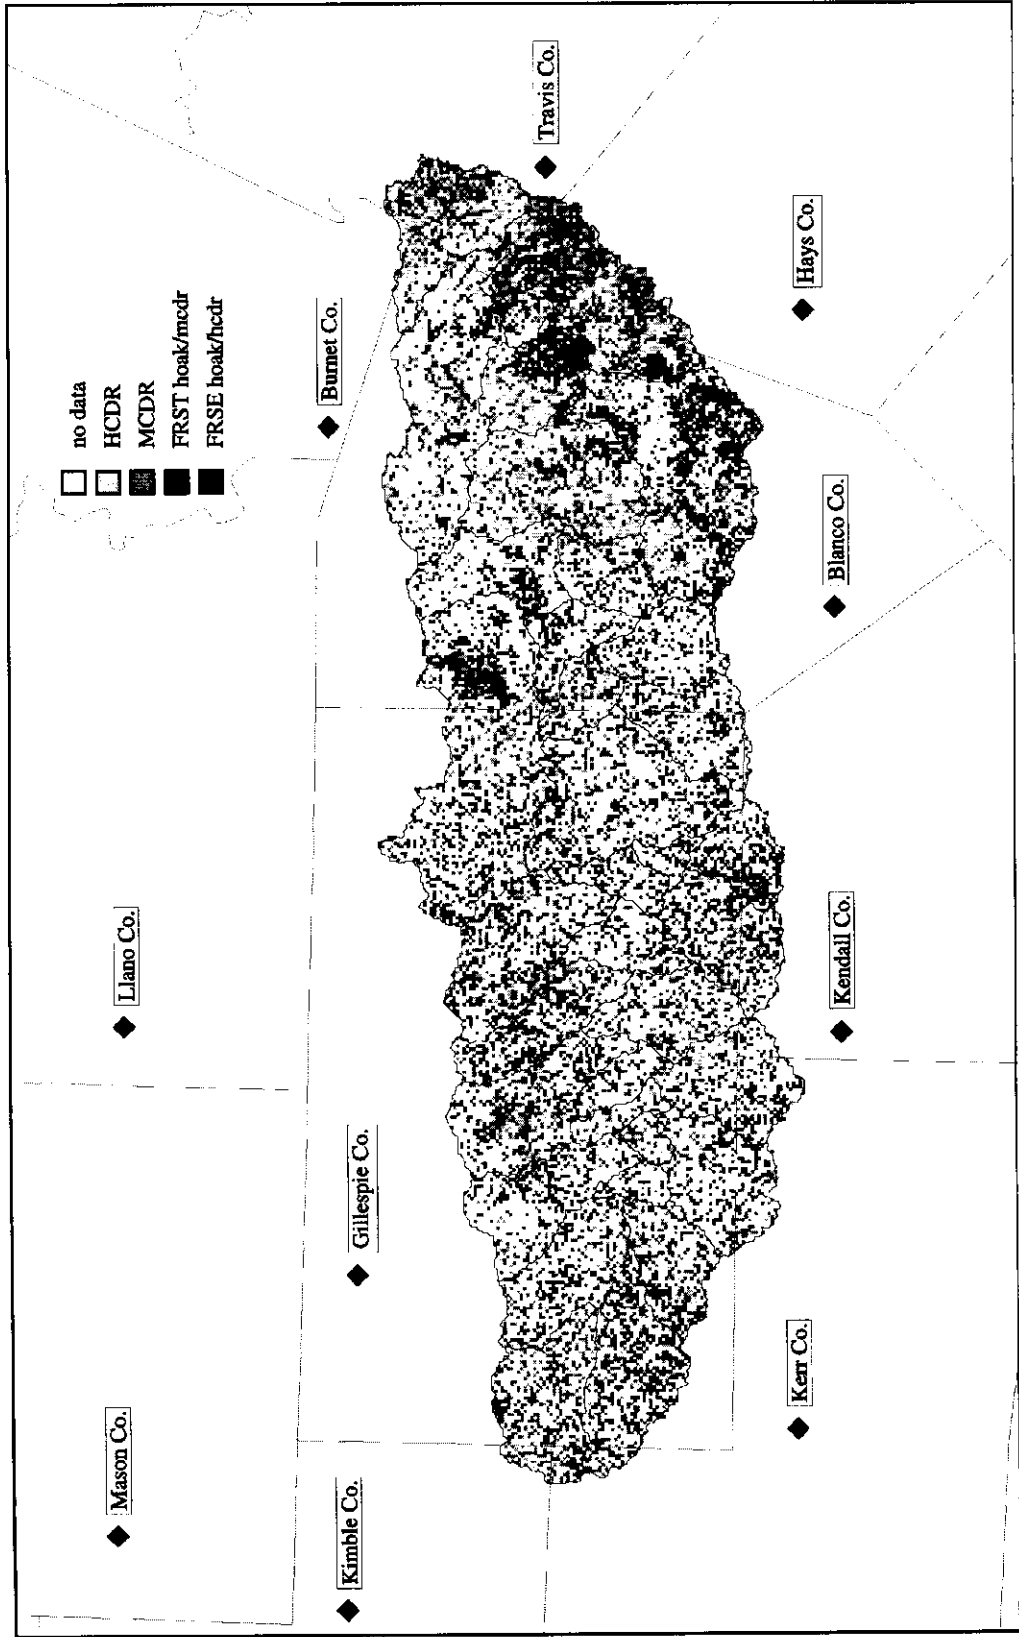 no data
HCDR
MCDR
FRST hoak/mcdr
FRSE hoak/hcdr
Mason Co.
Llano Co.
Kimble Co.
Gillespie Co.
Burnet Co.
Travis Co.
Kerr Co.
Kendall Co.
Blanco Co.
Hays Co.